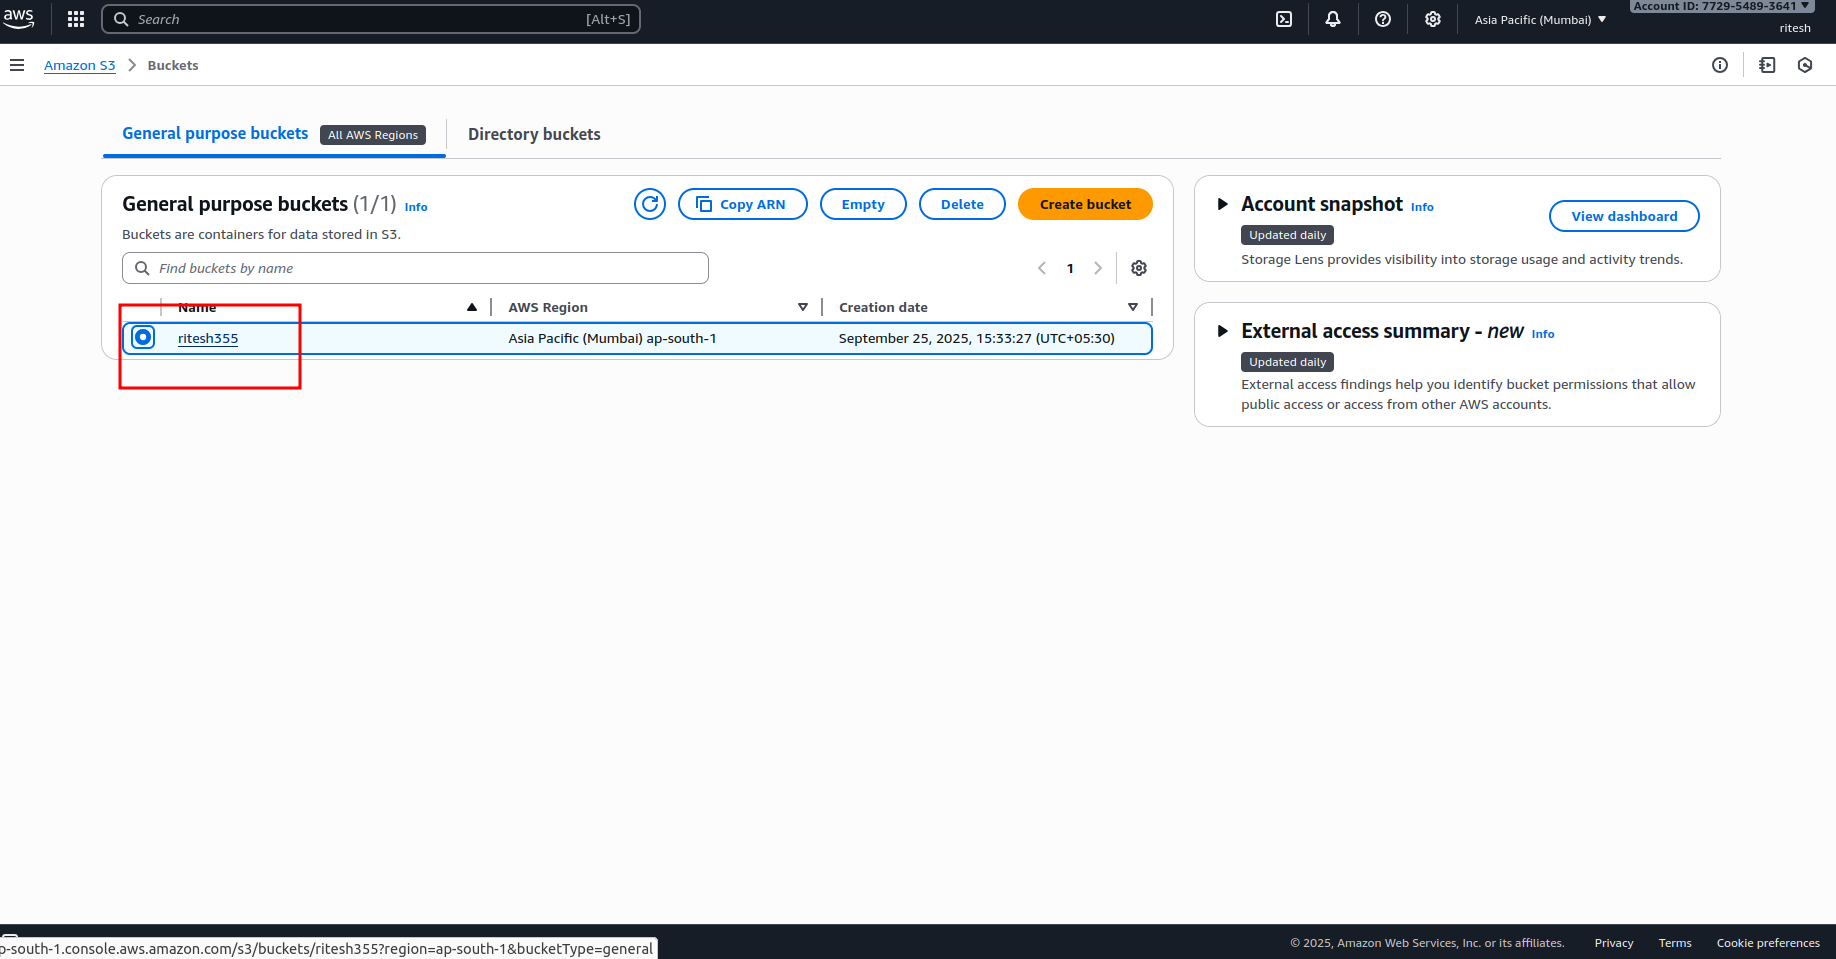 aws Search [Alt+S] Asia Pacific (Mumbai) Account ID: 7729-5489-3641
ritesh
Amazon S3 Buckets
General purpose buckets All AWS Regions Directory buckets
General purpose buckets (1/1) Info Copy ARN Empty Delete Create bucket
Buckets are containers for data stored in S3.
Find buckets by name 1
Name AWS Region Creation date
ritesh355 Asia Pacific (Mumbai) ap-south-1 September 25, 2025, 15:33:27 (UTC+05:30)
Account snapshot Info View dashboard
Updated daily
Storage Lens provides visibility into storage usage and activity trends.
External access summary - new Info
Updated daily
External access findings help you identify bucket permissions that allow
public access or access from other AWS accounts.
p-south-1.console.aws.amazon.com/s3/buckets/ritesh355?region=ap-south-1&bucketType=general
© 2025, Amazon Web Services, Inc. or its affiliates. Privacy Terms Cookie preferences